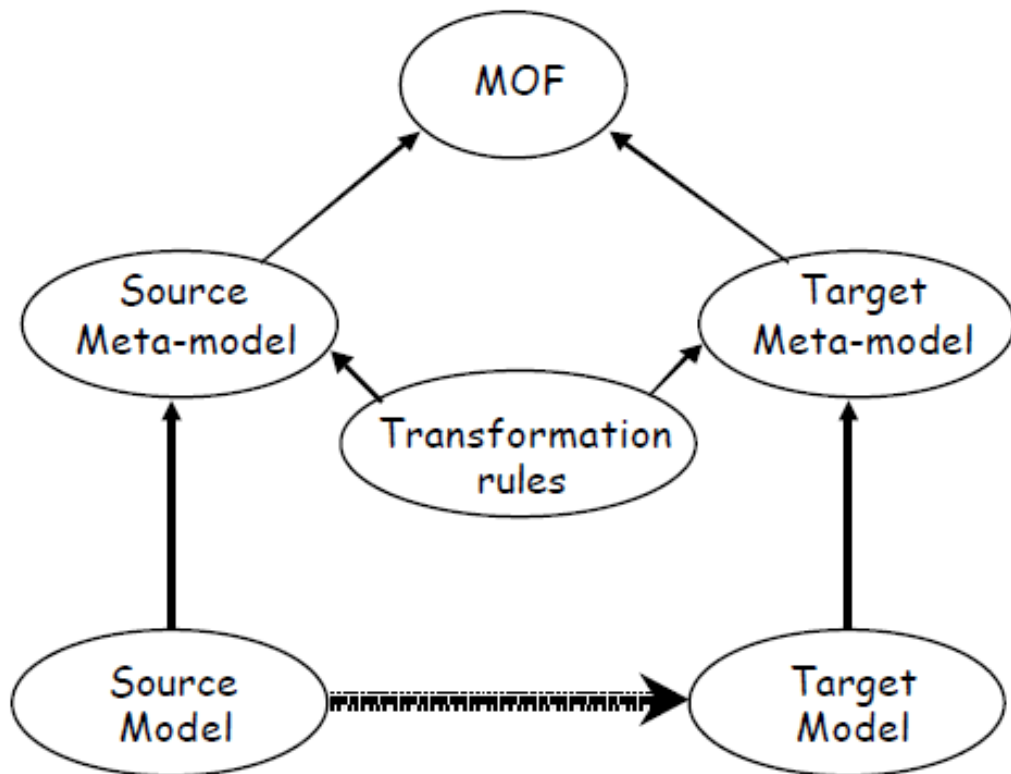 MOF
Source
Meta-model
Target
Meta-model
Transformation
rules
Source
Model
Target
Model